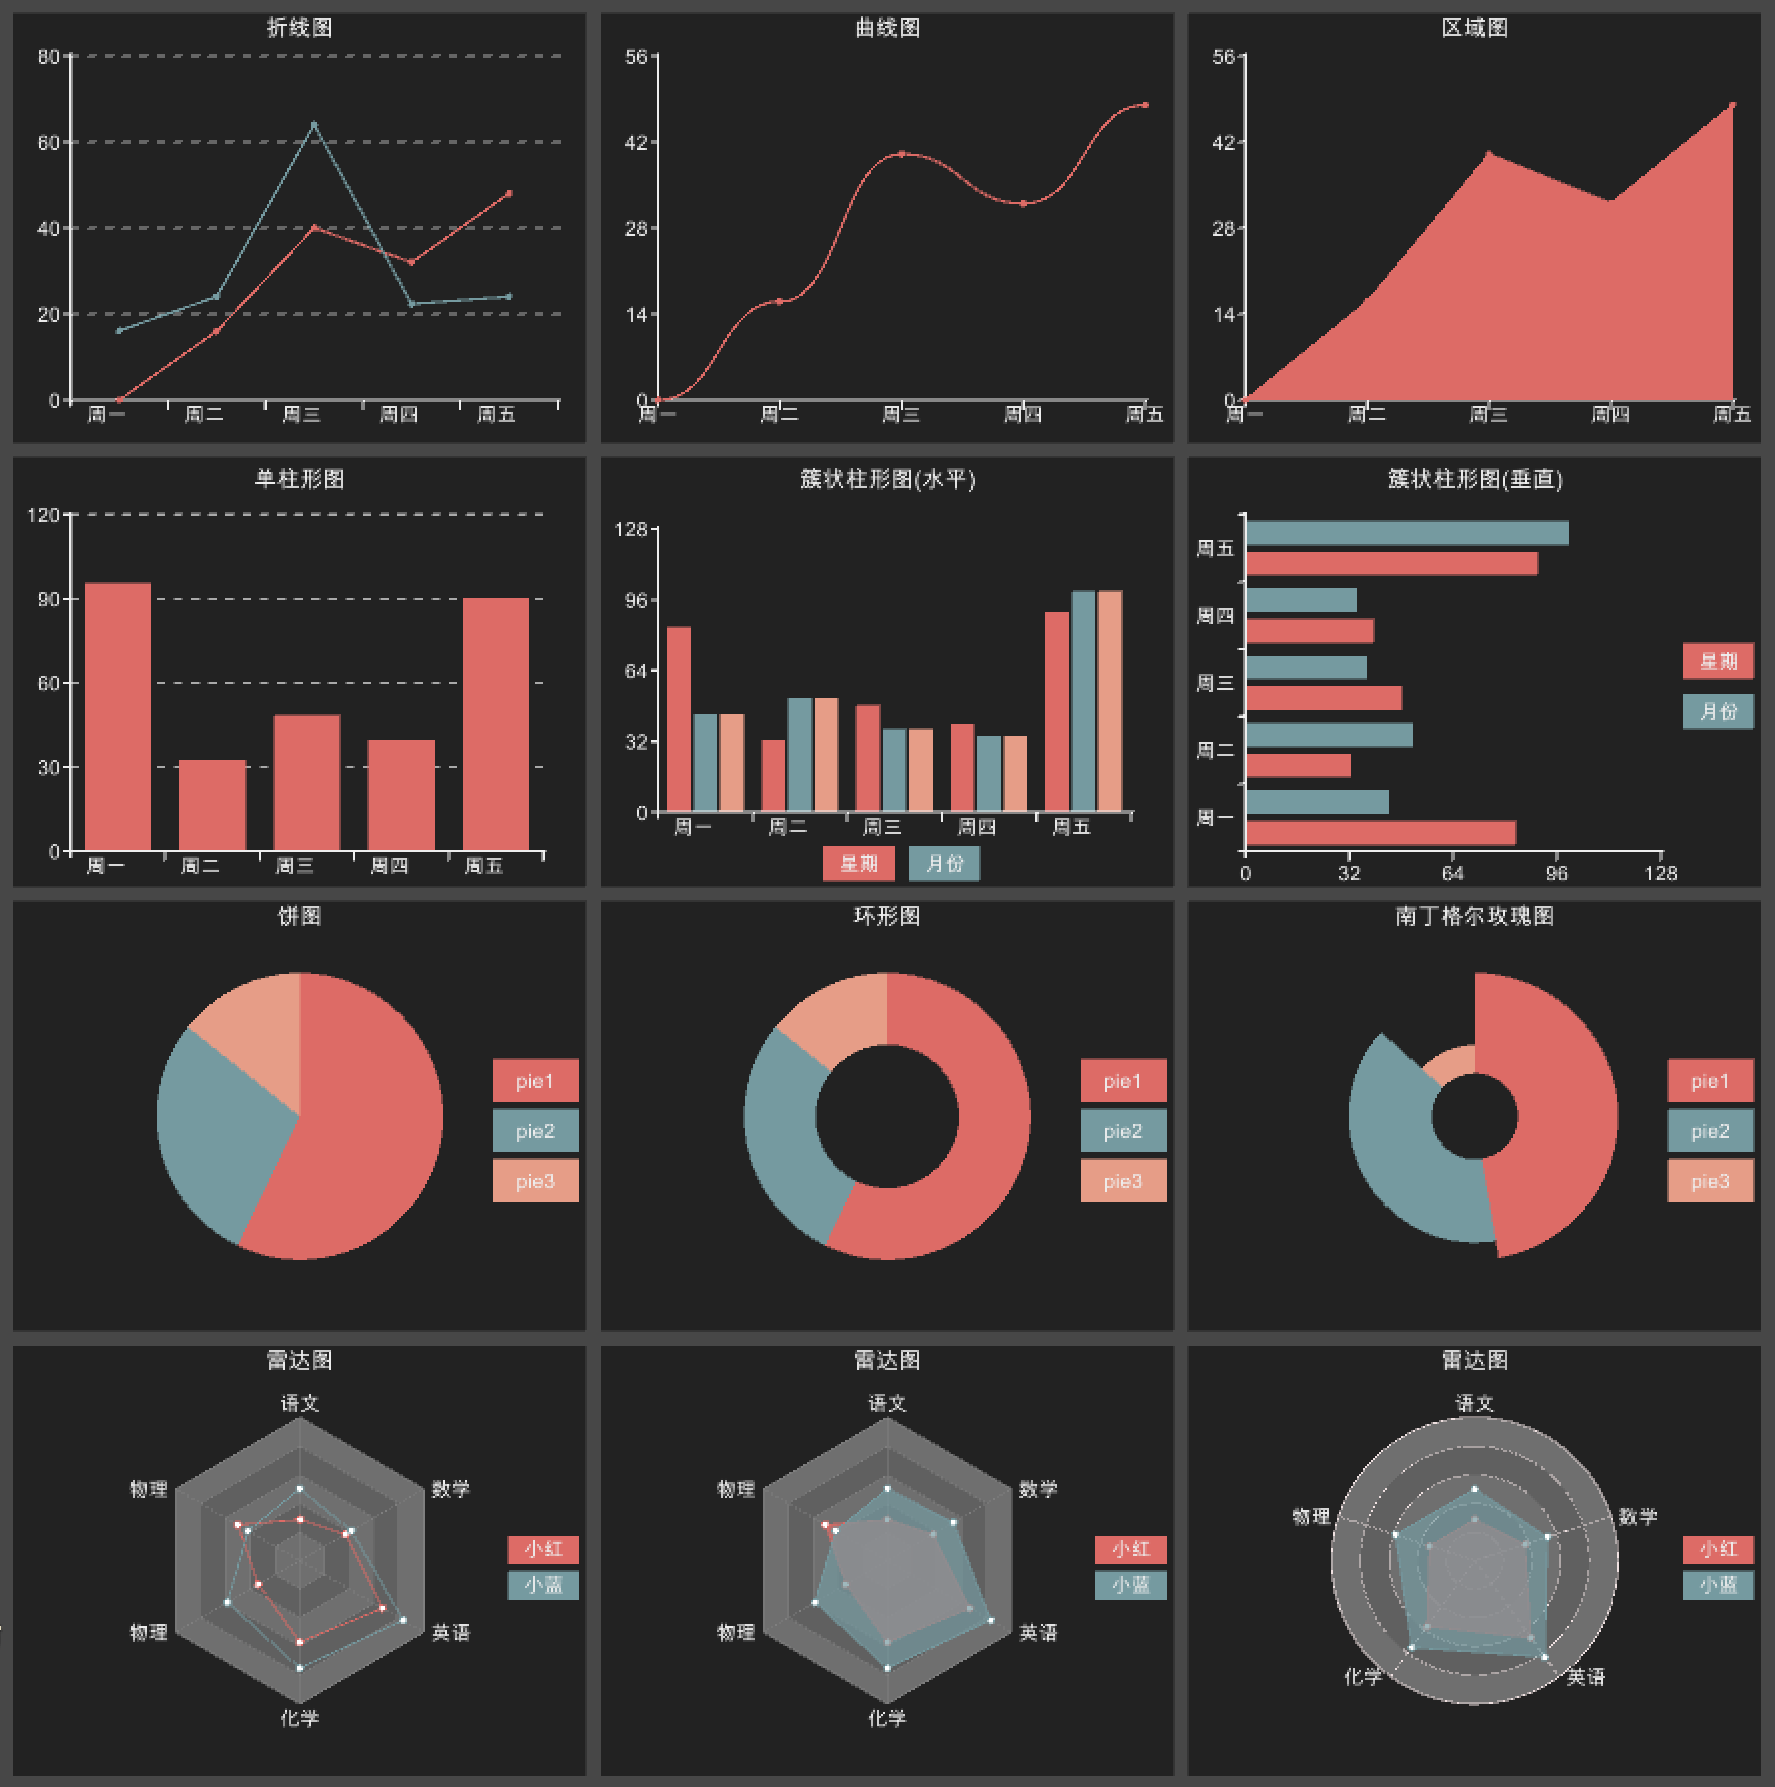 折线图
80
60
40
20
0
周一 周二 周三 周四 周五
曲线图
56
42
28
14
0
周一 周二 周三 周四 周五
区域图
56
42
28
14
0
周一 周二 周三 周四 周五
单柱形图
120
90
60
30
0
周一 周二 周三 周四 周五
簇状柱形图(水平)
128
96
64
32
0
周一 周二 周三 周四 周五
星期 月份
簇状柱形图(垂直)
周五
周四
周三
周二
周一
0 32 64 96 128
星期
月份
饼图
pie1
pie2
pie3
环形图
pie1
pie2
pie3
南丁格尔玫瑰图
pie1
pie2
pie3
雷达图
语文
物理 数学
物理 英语
化学
小红
小蓝
雷达图
语文
物理 数学
物理 英语
化学
小红
小蓝
雷达图
语文
物理 数学
化学 英语
小红
小蓝